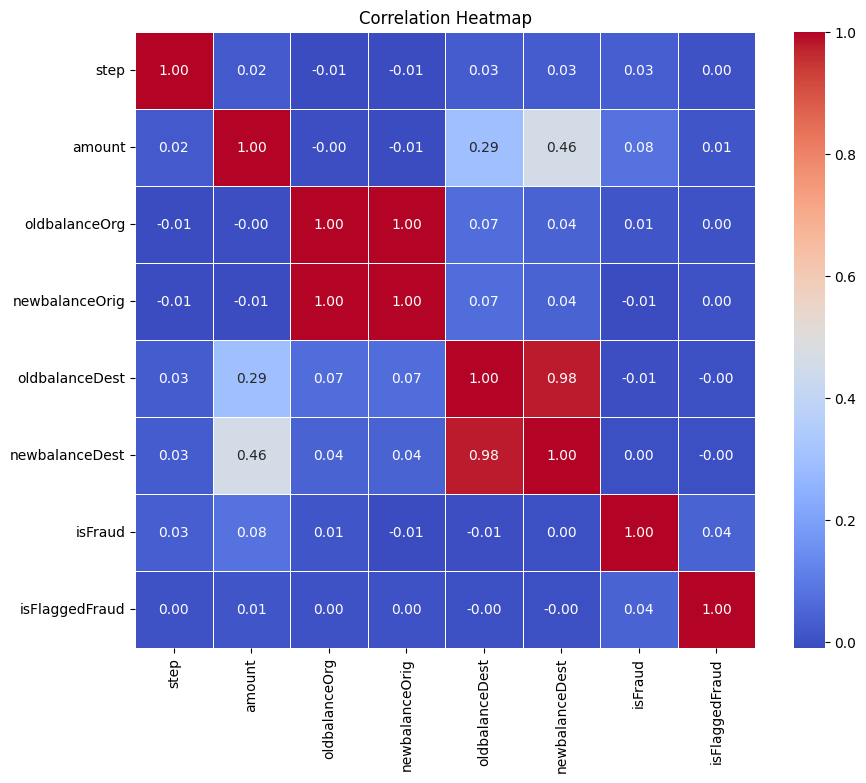 Correlation Heatmap
step 1.00 0.02 -0.01 -0.01 0.03 0.03 0.03 0.00
amount 0.02 1.00 -0.00 -0.01 0.29 0.46 0.08 0.01
oldbalanceOrg -0.01 -0.00 1.00 1.00 0.07 0.04 0.01 0.00
newbalanceOrig -0.01 -0.01 1.00 1.00 0.07 0.04 -0.01 0.00
oldbalanceDest 0.03 0.29 0.07 0.07 1.00 0.98 -0.01 -0.00
newbalanceDest 0.03 0.46 0.04 0.04 0.98 1.00 0.00 -0.00
isFraud 0.03 0.08 0.01 -0.01 -0.01 0.00 1.00 0.04
isFlaggedFraud 0.00 0.01 0.00 0.00 -0.00 -0.00 0.04 1.00
step amount oldbalanceOrg newbalanceOrig oldbalanceDest newbalanceDest isFraud isFlaggedFraud
1.0
0.8
0.6
0.4
0.2
0.0